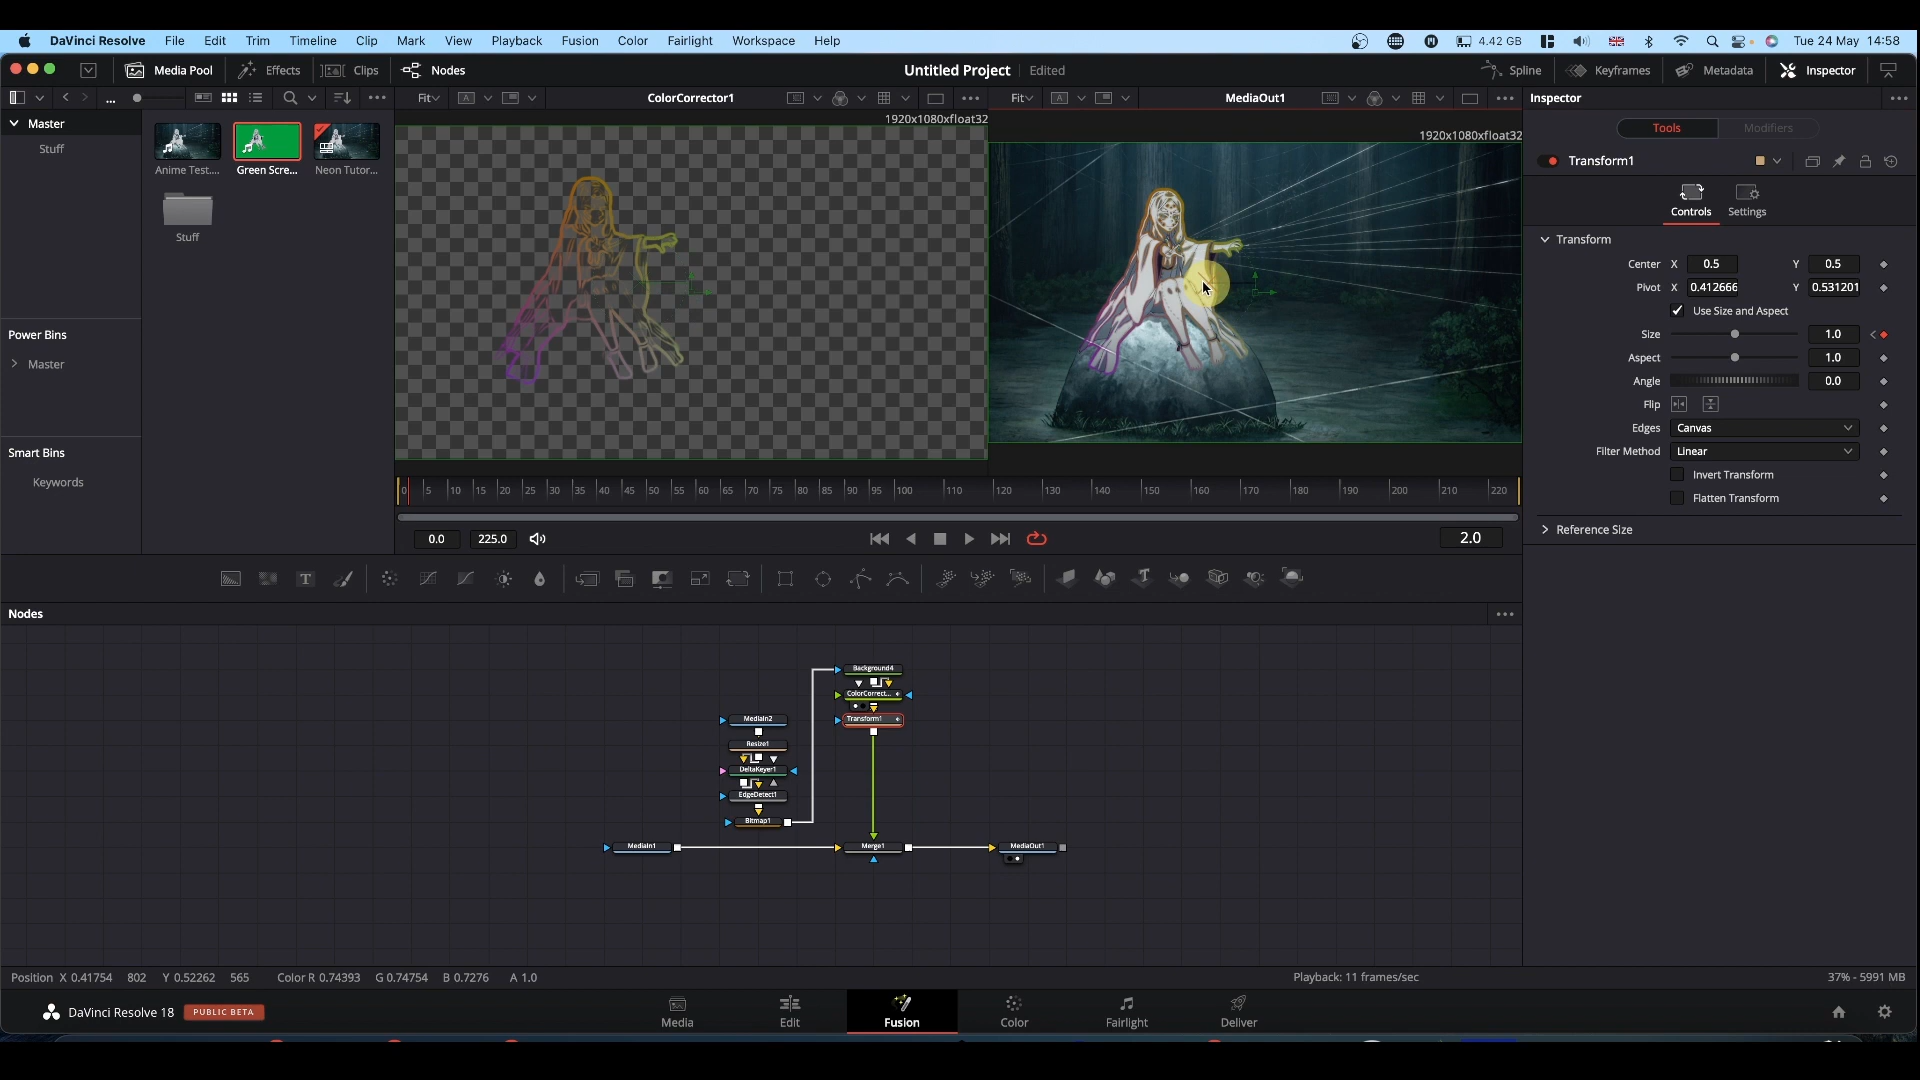 DaVinci Resolve File Edit Trim Timeline Clip Mark View Playback Fusion Color Fairlight Workspace Help 4.42 GB Tue 24 May 14:58
Media Pool Effects Clips Nodes Untitled Project Edited Spline Keyframes Metadata Inspector
... Fit ColorCorrector1 Fit MediaOut1 Inspector
Master
Stuff
Anime Test... Green Scre... Neon Tutor...
Stuff
Power Bins
Master
Smart Bins
Keywords
1920x1080xfloat32
1920x1080xfloat32
Tools Modifiers
Transform1
Controls Settings
Transform
Center X 0.5 Y 0.5
Pivot X 0.412666 Y 0.531201
Use Size and Aspect
Size 1.0
Aspect 1.0
Angle 0.0
Flip
Edges Canvas
Filter Method Linear
Invert Transform
Flatten Transform
Reference Size
0 5 10 15 20 25 30 35 40 45 50 55 60 65 70 75 80 85 90 95 100 110 120 130 140 150 160 170 180 190 200 210 220
0.0 225.0 2.0
T
Nodes
Background4
ColorCorrect...
Transform1
MediaIn2
Resize1
DeltaKeyer1
EdgeDetect1
Bitmap1
MediaIn1 Merge1 MediaOut1
Position X 0.41754 802 Y 0.52262 565 Color R 0.74393 G 0.74754 B 0.7276 A 1.0 Playback: 11 frames/sec 37% - 5991 MB
DaVinci Resolve 18 PUBLIC BETA
Media Edit Fusion Color Fairlight Deliver